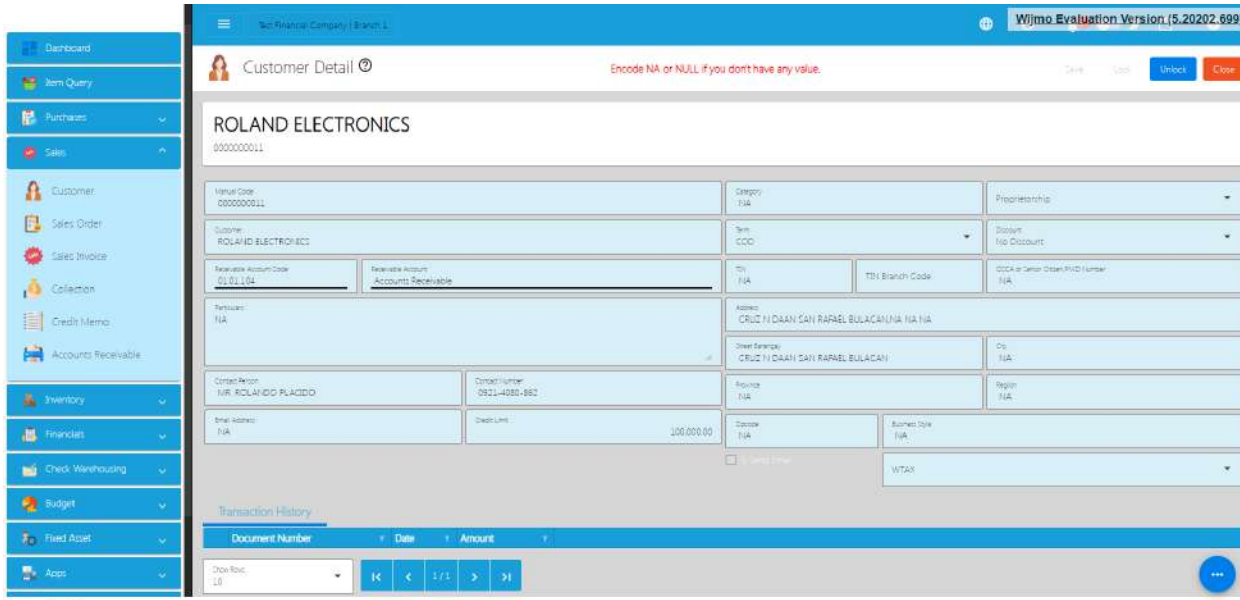 Test Financial Company | Branch 1
Wijmo Evaluation Version (5.20202.699
Dashboard
Item Query
Purchases
Sales
Customer
Sales Order
Sales Invoice
Collection
Credit Memo
Accounts Receivable
Inventory
Financials
Check Warehousing
Budget
Fixed Asset
Apps
Customer Detail
Encode NA or NULL if you don't have any value.
Save
Lock
Unlock
Close
ROLAND ELECTRONICS
0000000011
Manual Code
0000000011
Category
NA
Proprietorship
Customer
ROLAND ELECTRONICS
Term
COD
Discount
No Discount
Receivable Account Code
01.01.104
Receivable Account
Accounts Receivable
TIN
NA
TIN Branch Code
NA
Particulars
NA
Address
CRUZ N DAAN SAN RAFAEL BULACAN,NA NA NA
Street Barangay
CRUZ N DAAN SAN RAFAEL BULACAN
City
NA
Contact Person
MR. ROLANDO PLACIDO
Contact Number
0921-4080-862
Province
NA
Region
NA
Email Address
NA
Credit Limit
100,000.00
Zipcode
NA
Business Style
NA
WTAX
Transaction History
Document Number
Date
Amount
Show Rows
10
1 / 1